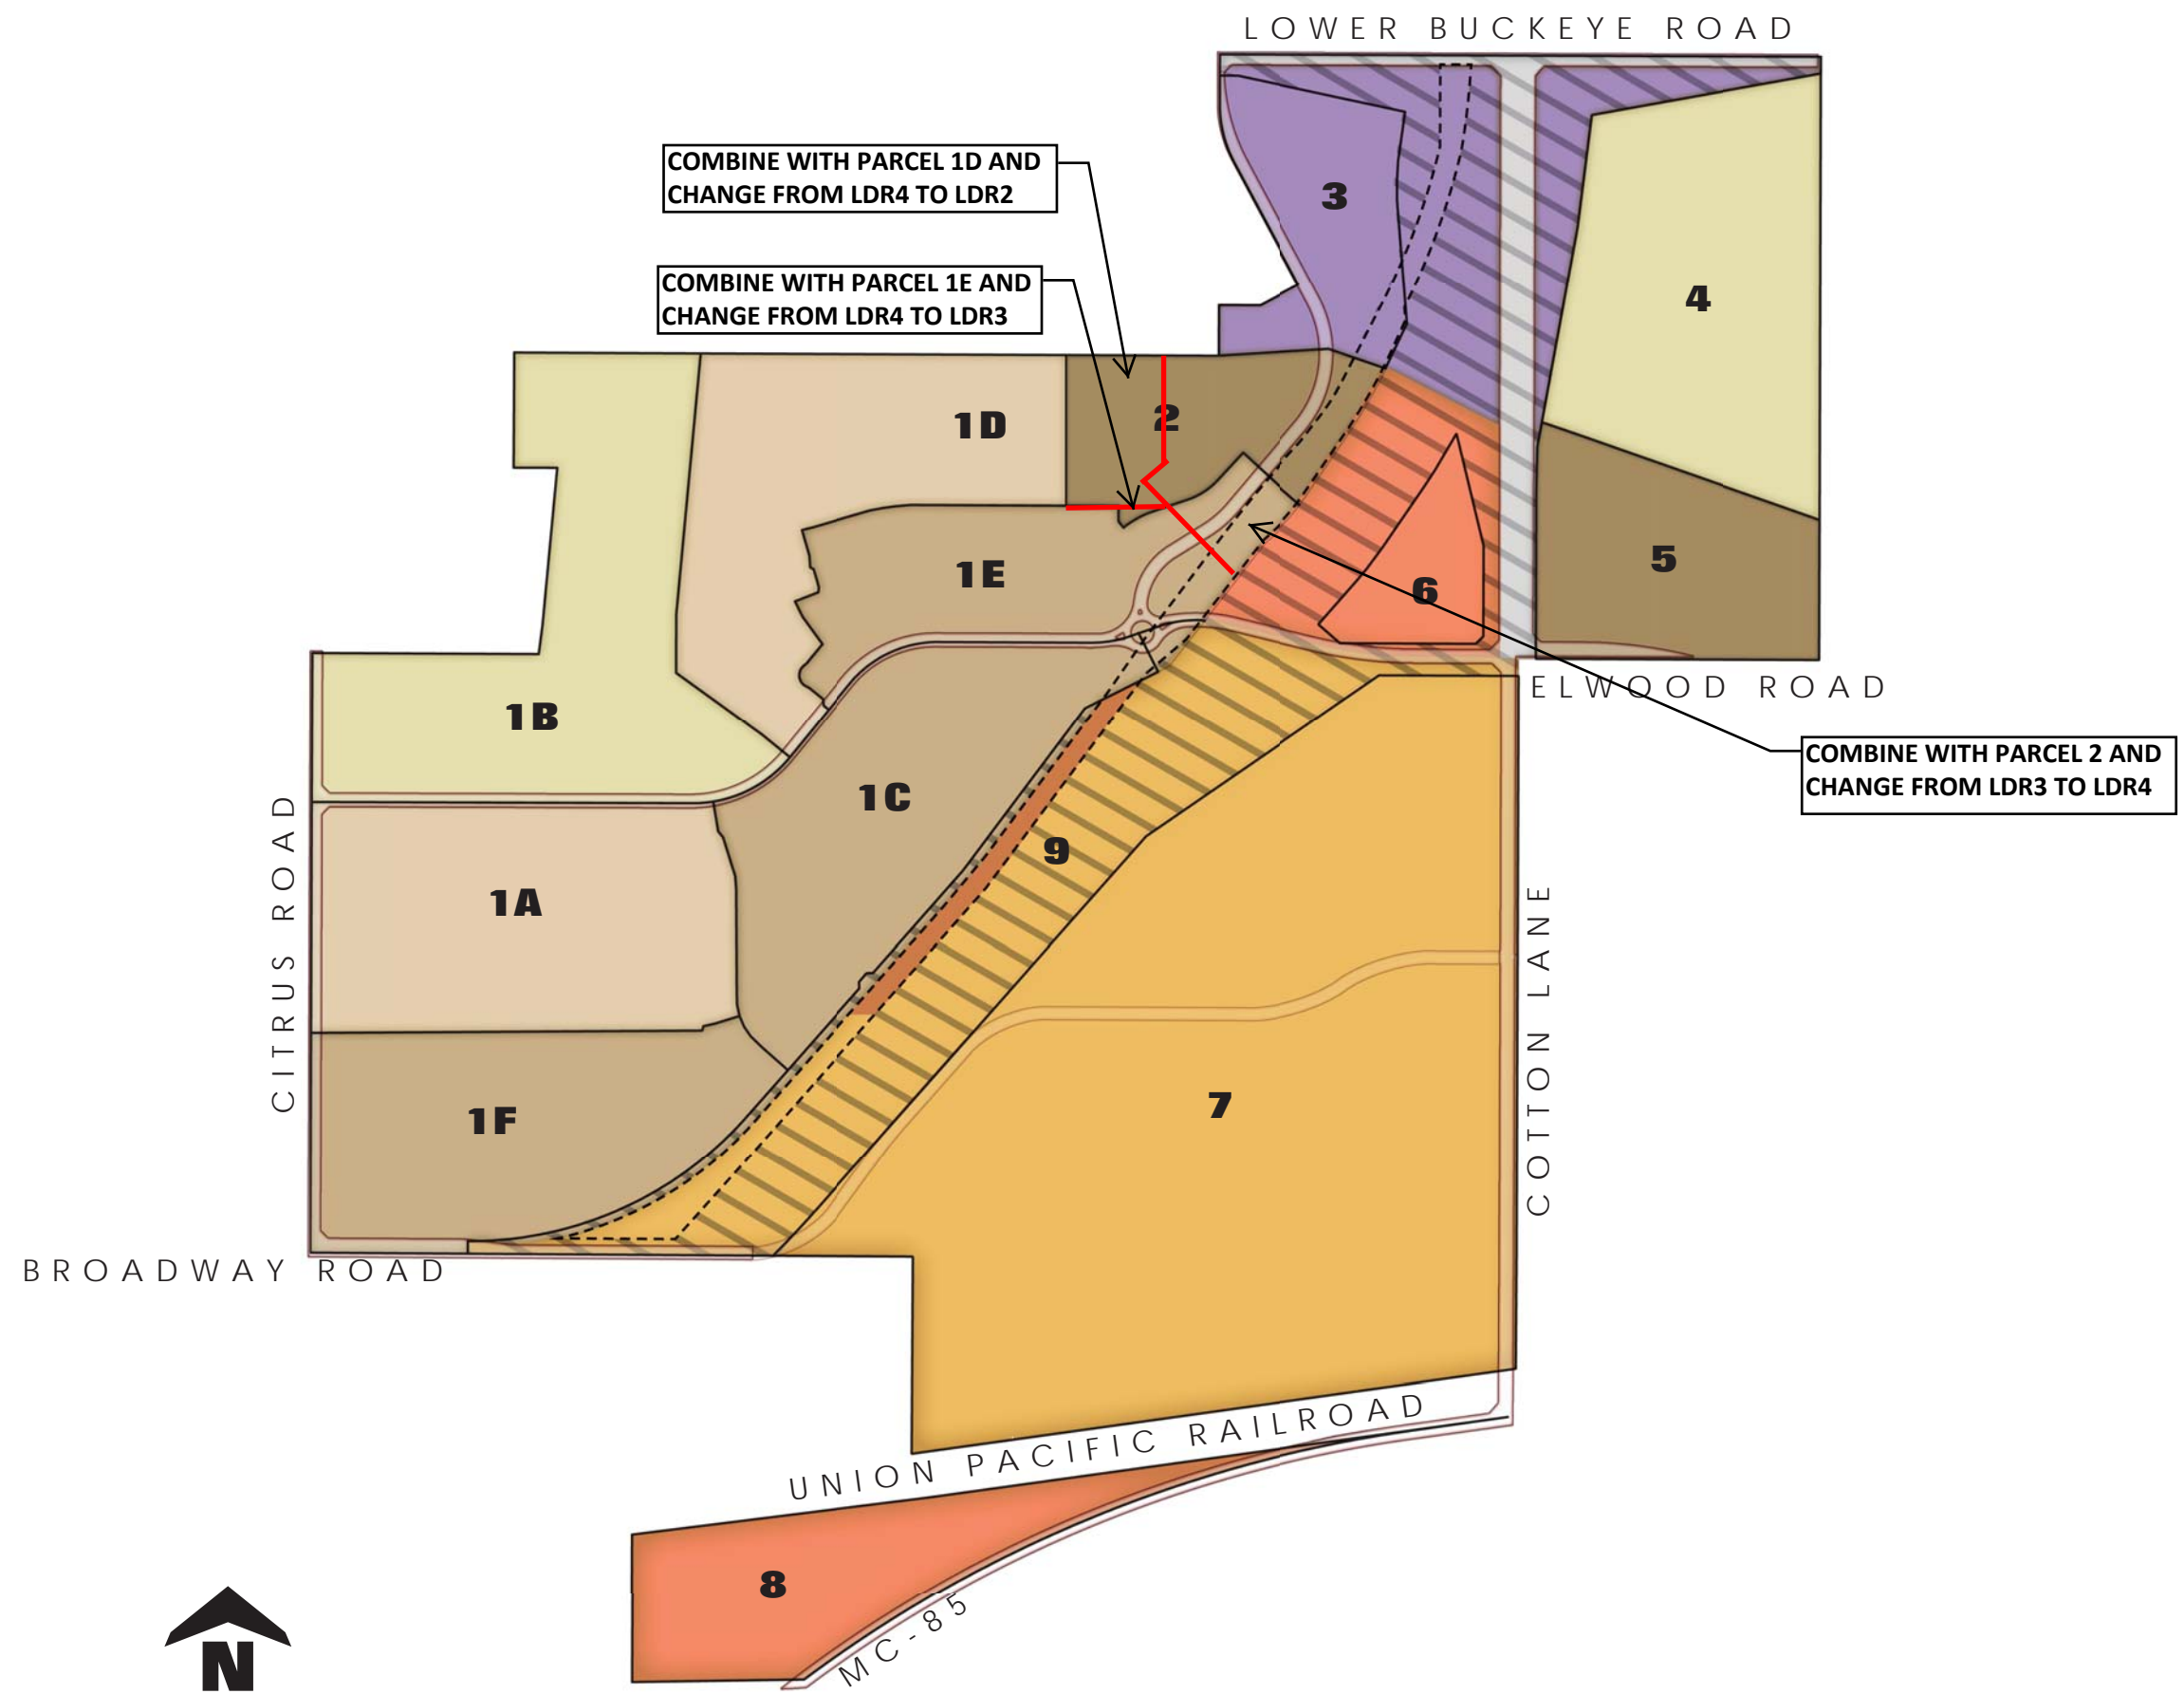 LOWER BUCKEYE ROAD
COMBINE WITH PARCEL 1D AND
CHANGE FROM LDR4 TO LDR2
3
COMBINE WITH PARCEL 1E AND
CHANGE FROM LDR4 TO LDR3
4
1D
2
1E
5
6
ELWOOD ROAD
1B
COMBINE WITH PARCEL 2 AND
CHANGE FROM LDR3 TO LDR4
1C
9
1A
CITRUS ROAD
COTTON LANE
7
1F
BROADWAY ROAD
UNION PACIFIC RAILROAD
8
MC-85
N